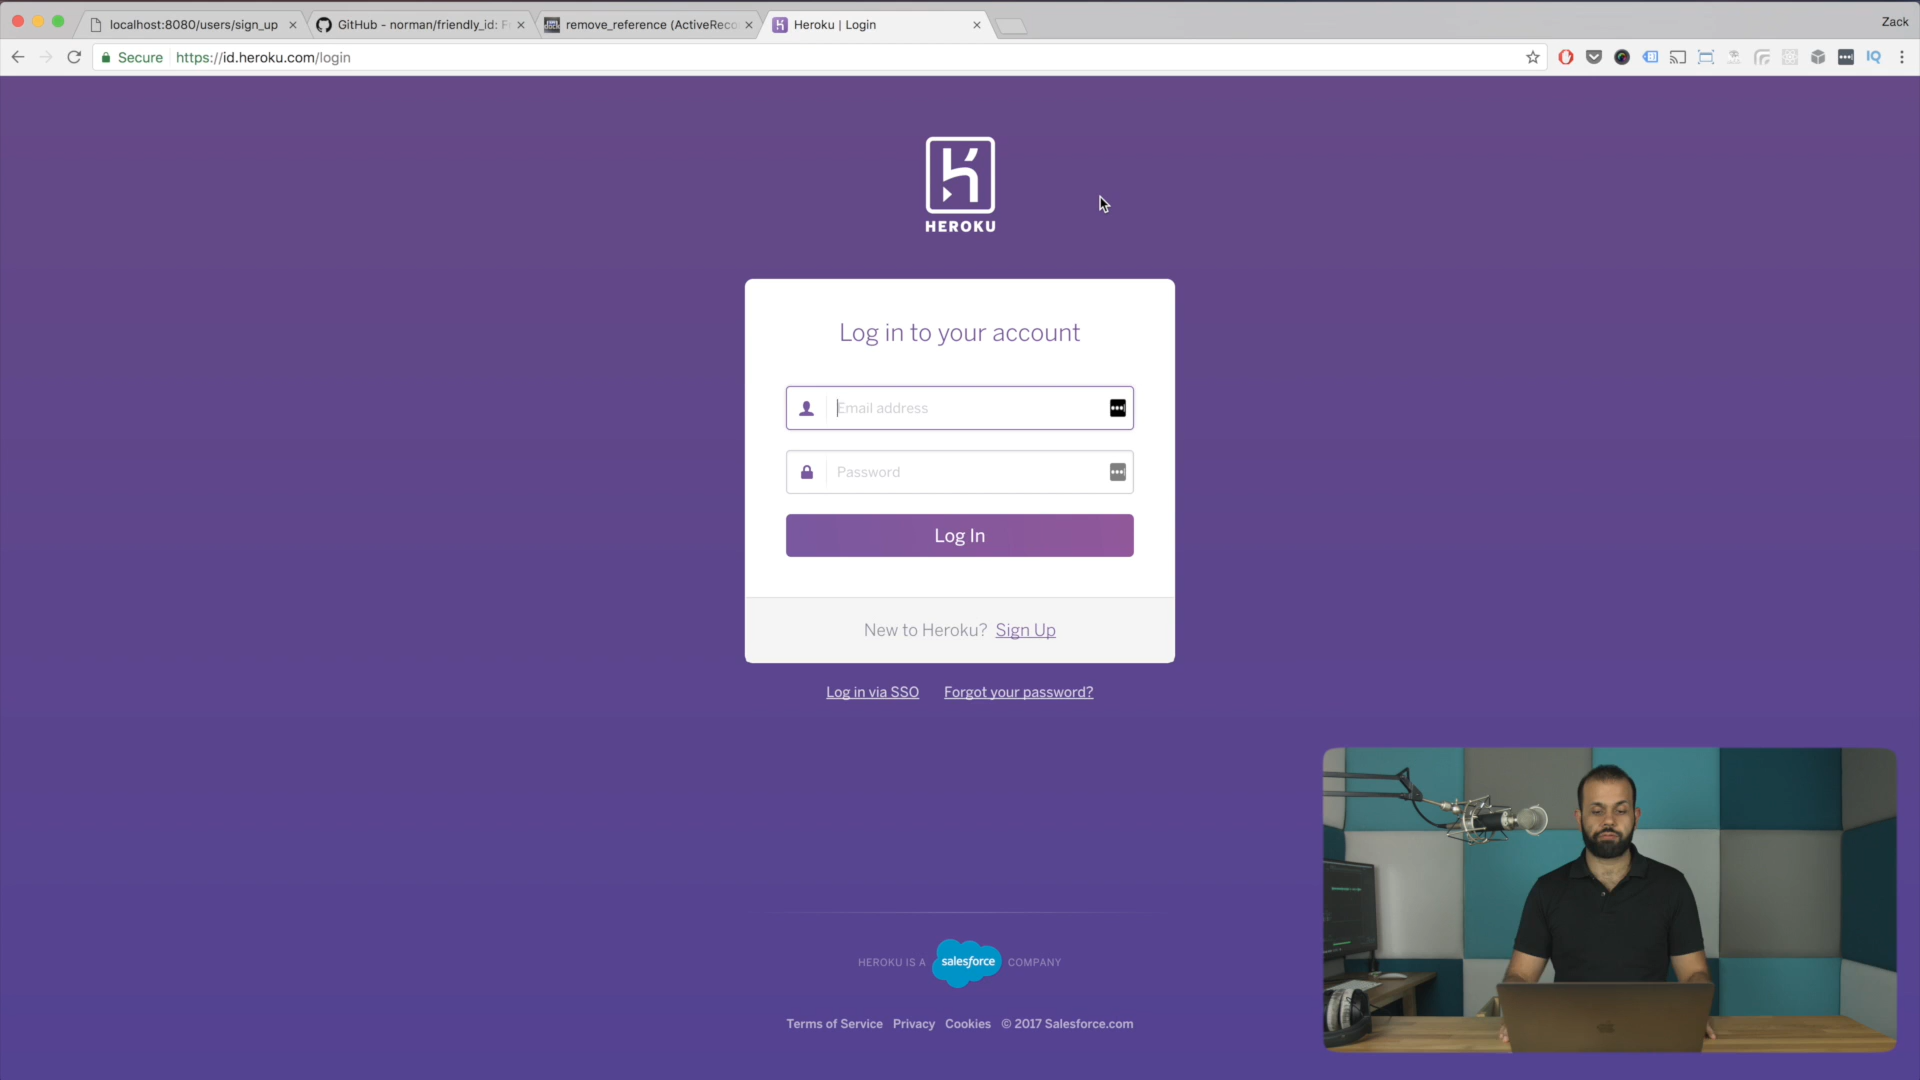 localhost:8080/users/sign_up
GitHub - norman/friendly_id: F
remove_reference (ActiveReco
Heroku | Login
Zack
Secure https://id.heroku.com/login
IQ
HEROKU
Log in to your account
Email address
Password
Log In
New to Heroku? Sign Up
Log in via SSO Forgot your password?
HEROKU IS A salesforce COMPANY
Terms of Service Privacy Cookies © 2017 Salesforce.com